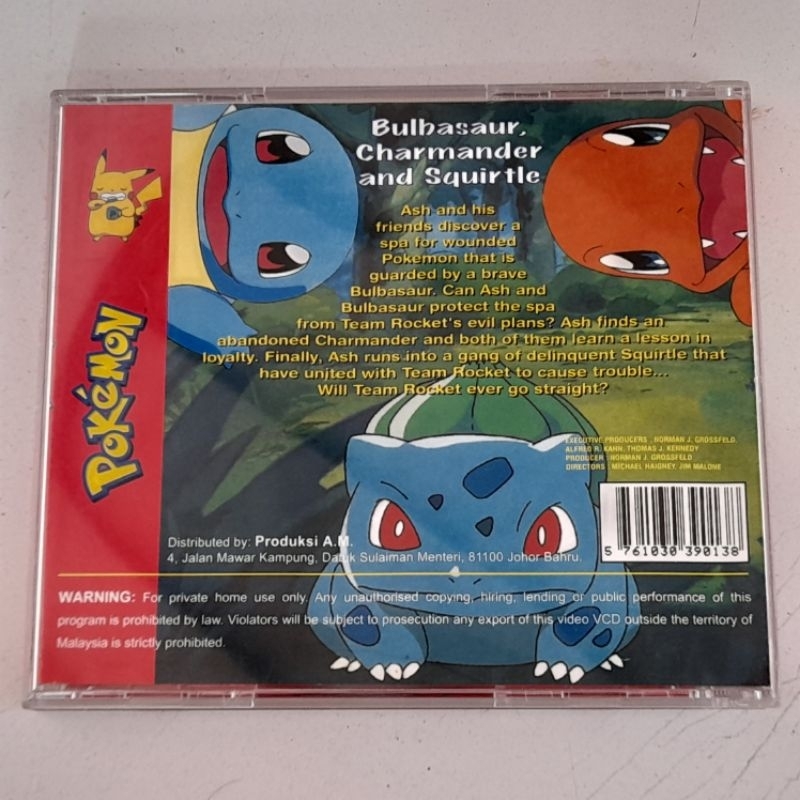 Bulbasaur,
Charmander
and Squirtle
Ash and his
friends discover a
spa for wounded
Pokemon that is
guarded by a brave
Bulbasaur. Can Ash and
Bulbasaur protect the spa
from Team Rocket's evil plans? Ash finds an
abandoned Charmander and both of them learn a lesson in
loyalty. Finally, Ash runs into a gang of delinquent Squirtle that
have united with Team Rocket to cause trouble...
Will Team Rocket ever go straight?
POKéMON
EXECUTIVE PRODUCERS : NORMAN J. GROSSFELD,
ALFRED R. KAHN, THOMAS J. KENNEDY
PRODUCER : NORMAN J. GROSSFELD
DIRECTORS : MICHAEL HAIGNEY, JIM MALONE
5 761030 390138
Distributed by: Produksi A.M.
4, Jalan Mawar Kampung, Datuk Sulaiman Menteri, 81100 Johor Bahru.
WARNING: For private home use only. Any unauthorised copying, hiring, lending or public performance of this
program is prohibited by law. Violators will be subject to prosecution any export of this video VCD outside the territory of
Malaysia is strictly prohibited.